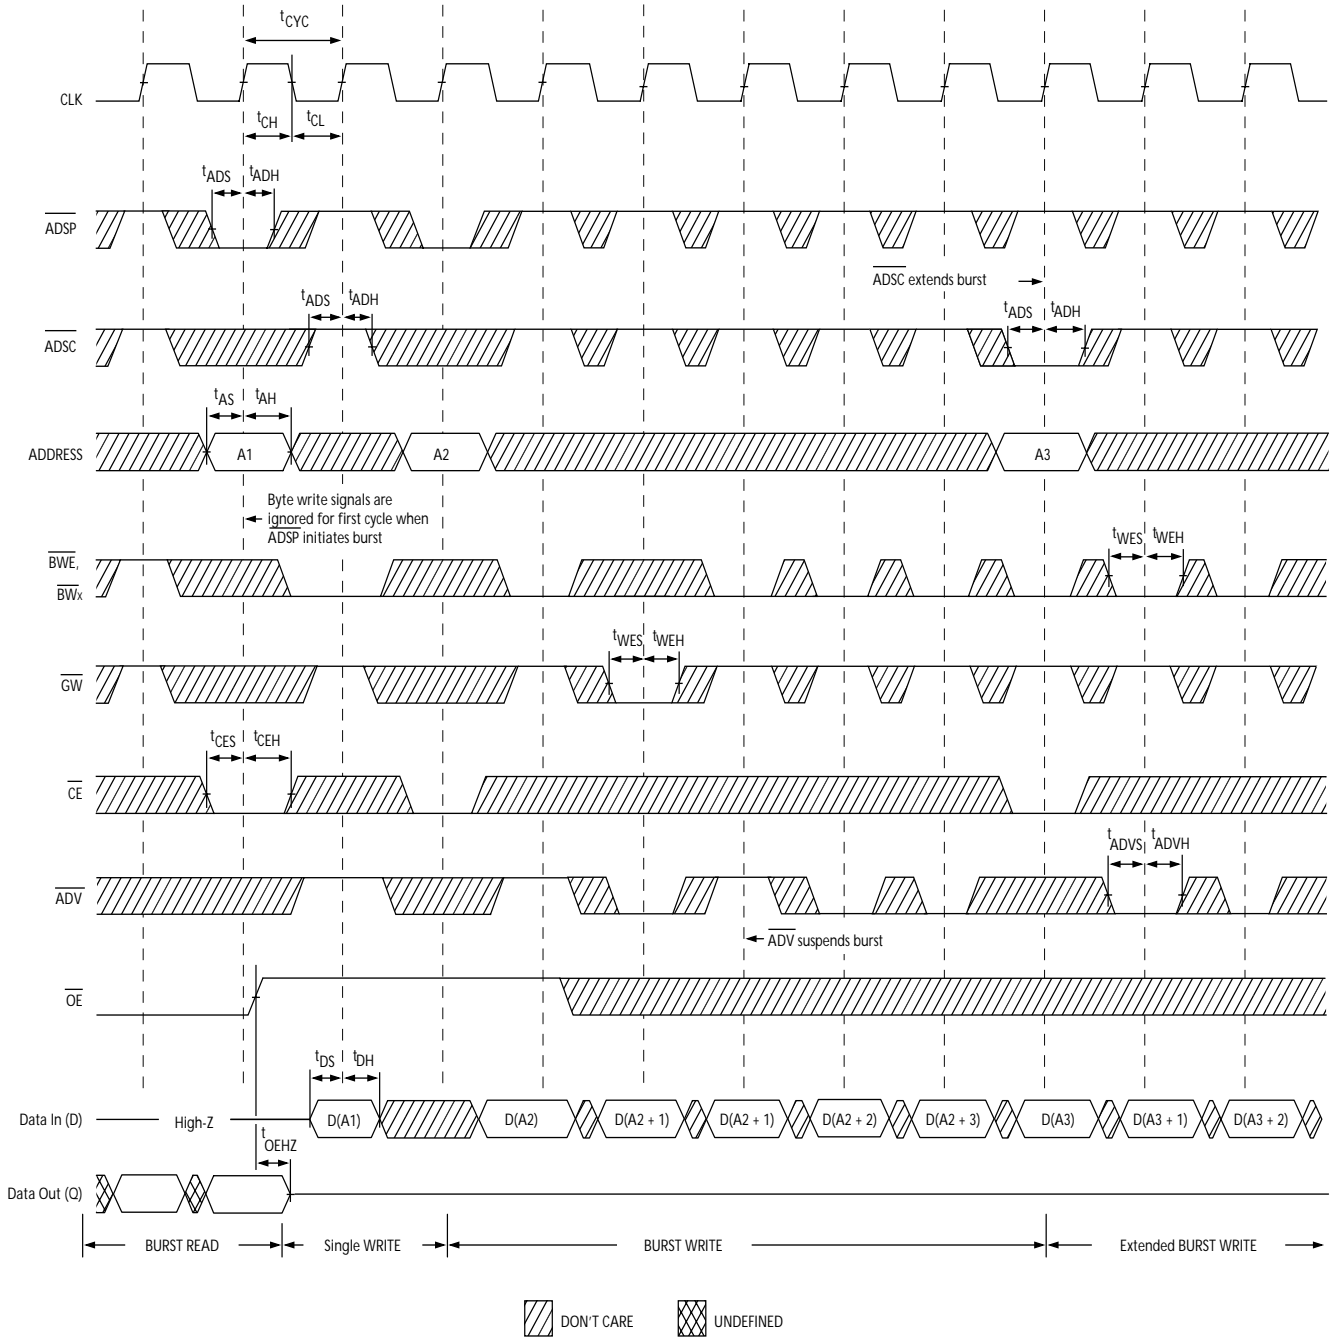 tCYC
CLK
tCH tCL
tADS tADH
ADSP
ADSC extends burst
tADS tADH
tADS tADH
ADSC
tAS tAH
ADDRESS
A1 A2 A3
Byte write signals are
ignored for first cycle when
ADSP initiates burst
tWES tWEH
BWE,
BWx
tWES tWEH
GW
tCES tCEH
CE
tADVS tADVH
ADV
ADV suspends burst
OE
tDS tDH
Data In (D) High-Z D(A1) D(A2) D(A2 + 1) D(A2 + 1) D(A2 + 2) D(A2 + 3) D(A3) D(A3 + 1) D(A3 + 2)
tOEHZ
Data Out (Q)
BURST READ Single WRITE BURST WRITE Extended BURST WRITE
DON'T CARE UNDEFINED